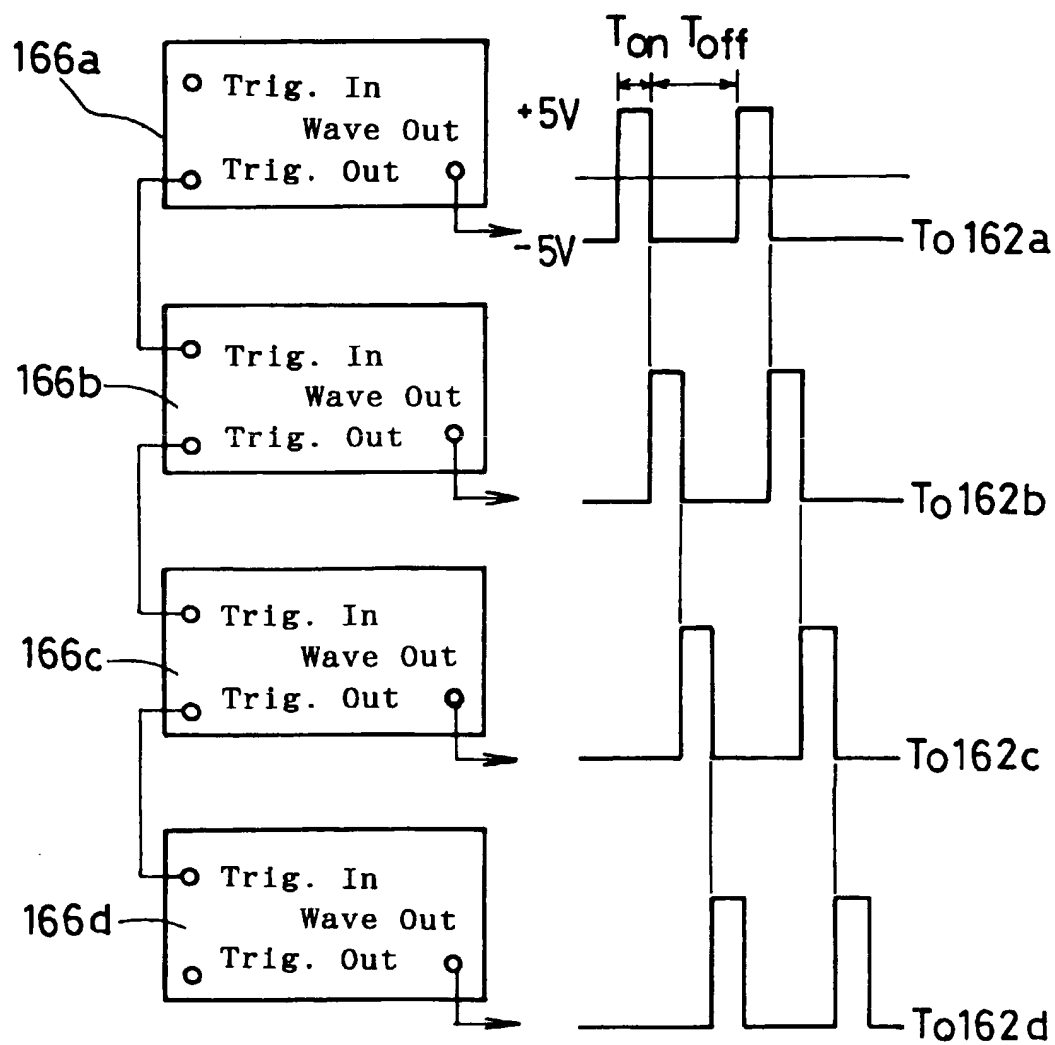 166a
Trig. In
Wave Out
Trig. Out
Ton Toff
+5V
-5V
To 162a
166b
Trig. In
Wave Out
Trig. Out
To 162b
166c
Trig. In
Wave Out
Trig. Out
To 162c
166d
Trig. In
Wave Out
Trig. Out
To 162d